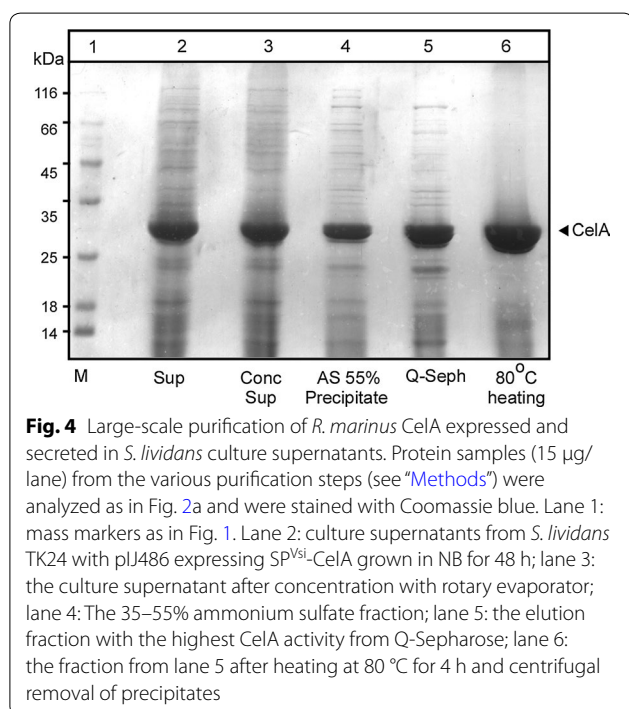 1 2 3 4 5 6
kDa
116
66
45
35
◄ CelA
25
18
14
M Sup Conc Sup AS 55% Precipitate Q-Seph 80°C heating
Fig. 4 Large-scale purification of R. marinus CelA expressed and
secreted in S. lividans culture supernatants. Protein samples (15 μg/
lane) from the various purification steps (see “Methods”) were
analyzed as in Fig. 2a and were stained with Coomassie blue. Lane 1:
mass markers as in Fig. 1. Lane 2: culture supernatants from S. lividans
TK24 with pIJ486 expressing SPVsi-CelA grown in NB for 48 h; lane 3:
the culture supernatant after concentration with rotary evaporator;
lane 4: The 35–55% ammonium sulfate fraction; lane 5: the elution
fraction with the highest CelA activity from Q-Sepharose; lane 6:
the fraction from lane 5 after heating at 80 °C for 4 h and centrifugal
removal of precipitates